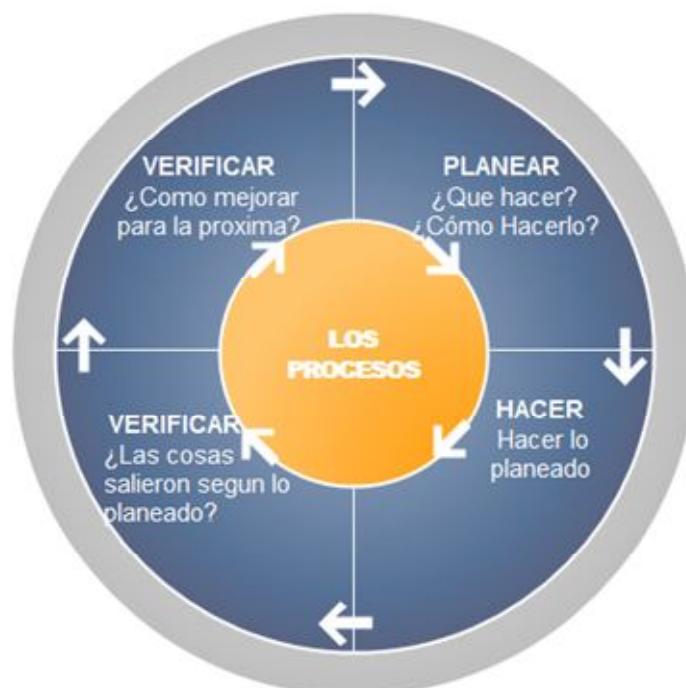 VERIFICAR
¿Como mejorar
para la proxima?
PLANEAR
¿Que hacer?
¿Cómo Hacerlo?
LOS
PROCESOS
VERIFICAR
¿Las cosas
salieron segun lo
planeado?
HACER
Hacer lo
planeado